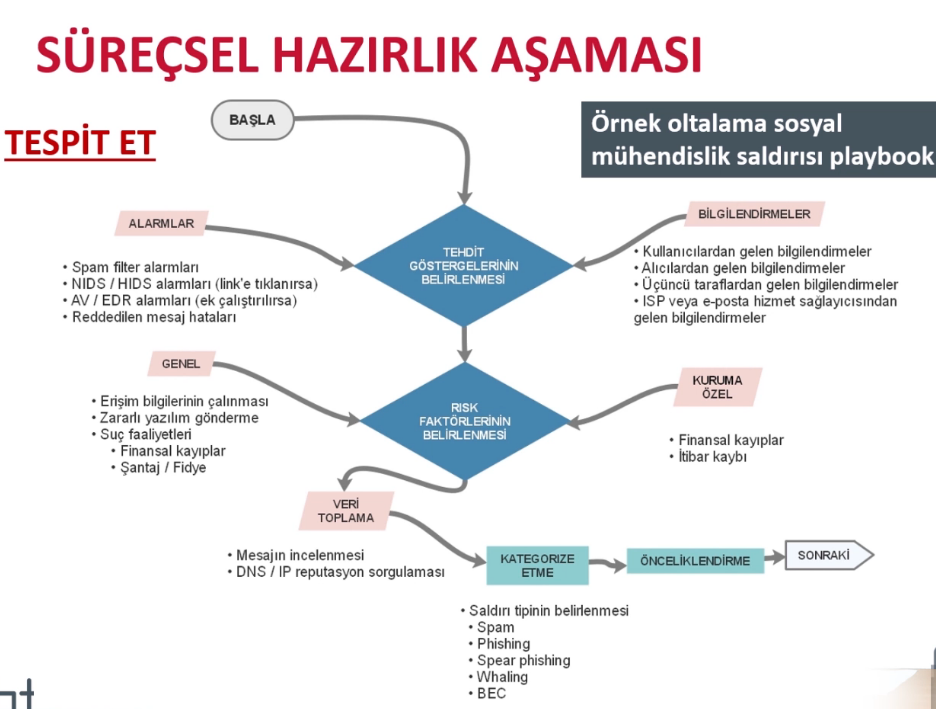 SÜREÇSEL HAZIRLIK AŞAMASI
TESPİT ET
BAŞLA
Örnek oltalama sosyal
mühendislik saldırısı playbook
ALARMLAR
• Spam filter alarmları
• NIDS / HIDS alarmları (link'e tıklanırsa)
• AV / EDR alarmları (ek çalıştırılırsa)
• Reddedilen mesaj hataları
TEHDİT
GÖSTERGELERİNİN
BELİRLENMESİ
BİLGİLENDİRMELER
• Kullanıcılardan gelen bilgilendirmeler
• Alıcılardan gelen bilgilendirmeler
• Üçüncü taraflardan gelen bilgilendirmeler
• ISP veya e-posta hizmet sağlayıcısından
gelen bilgilendirmeler
GENEL
• Erişim bilgilerinin çalınması
• Zararlı yazılım gönderme
• Suç faaliyetleri
• Finansal kayıplar
• Şantaj / Fidye
RISK
FAKTÖRLERİNİN
BELİRLENMESİ
KURUMA
ÖZEL
• Finansal kayıplar
• İtibar kaybı
VERİ
TOPLAMA
• Mesajın incelenmesi
• DNS / IP reputasyon sorgulaması
KATEGORIZE
ETME
ÖNCELİKLENDİRME
SONRAKİ
• Saldırı tipinin belirlenmesi
• Spam
• Phishing
• Spear phishing
• Whaling
• BEC